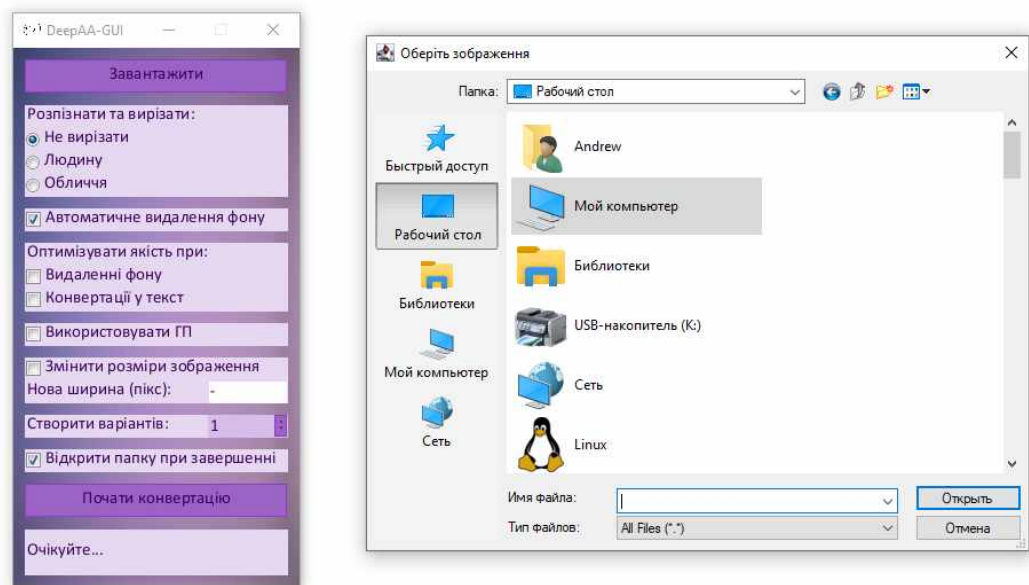 DeepAA-GUI
Завантажити
Розпізнати та вирізати:
Не вирізати
Людину
Обличчя
Автоматичне видалення фону
Оптимізувати якість при:
Видаленні фону
Конвертації у текст
Використовувати ГП
Змінити розміри зображення
Нова ширина (пікс): -
Створити варіантів: 1
Відкрити папку при завершенні
Почати конвертацію
Очікуйте...
Оберіть зображення
Папка: Рабочий стол
Быстрый доступ
Рабочий стол
Библиотеки
Мой компьютер
Сеть
Andrew
Мой компьютер
Библиотеки
USB-накопитель (K:)
Сеть
Linux
Имя файла: Открыть
Тип файлов: All Files (*.*) Отмена